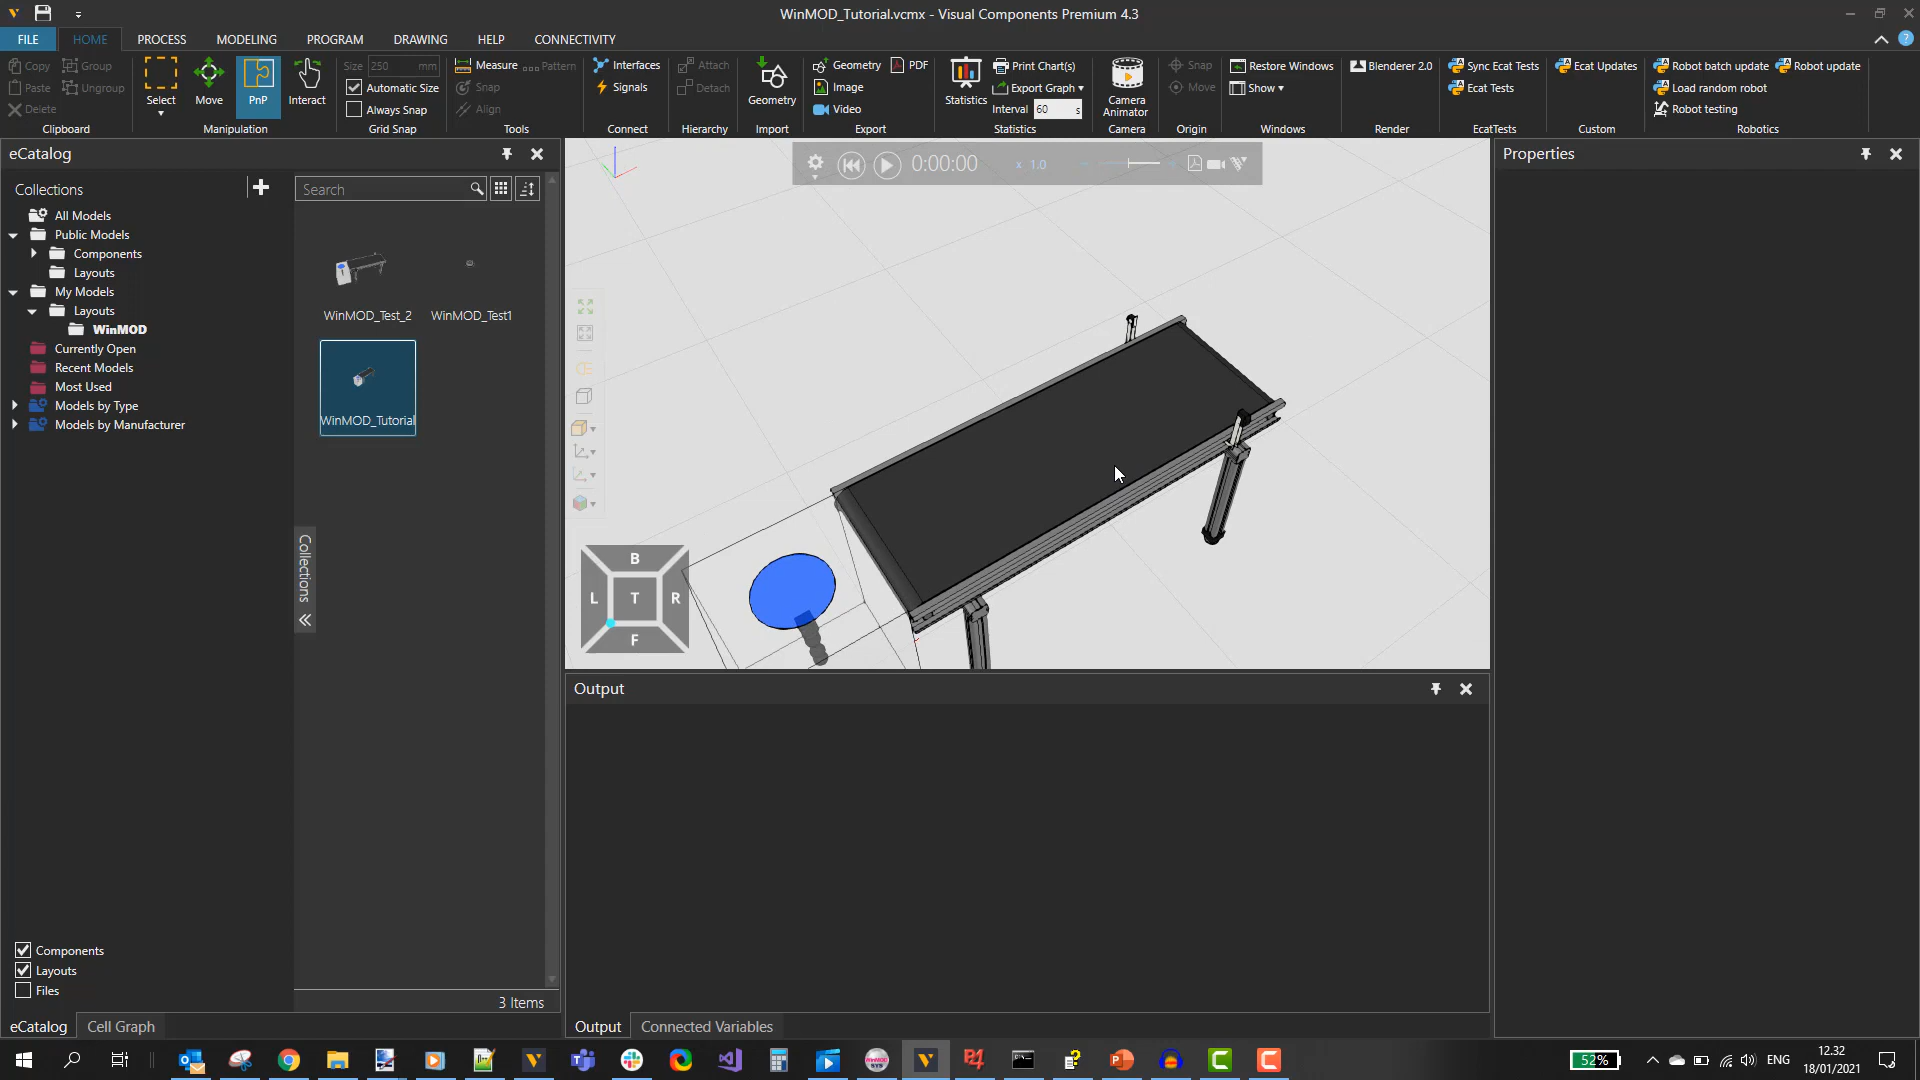 WinMOD_Tutorial.vcmx - Visual Components Premium 4.3
FILE HOME PROCESS MODELING PROGRAM DRAWING HELP CONNECTIVITY
Copy Group
Paste Ungroup
Delete
Clipboard
Select Move PnP Interact
Manipulation
Size 250 mm
Automatic Size
Always Snap
Grid Snap
Measure Pattern
Snap
Align
Tools
Interfaces
Signals
Connect
Attach
Detach
Hierarchy
Geometry
Import
Geometry PDF
Image
Video
Export
Statistics
Print Chart(s)
Export Graph
Interval 60 s
Statistics
Camera Animator
Camera
Snap
Move
Origin
Restore Windows
Show
Windows
Blenderer 2.0
Render
Sync Ecat Tests
Ecat Tests
EcatTests
Ecat Updates
Custom
Robot batch update Robot update
Load random robot
Robot testing
Robotics
eCatalog
Collections
All Models
Public Models
Components
Layouts
My Models
Layouts
WinMOD
Currently Open
Recent Models
Most Used
Models by Type
Models by Manufacturer
Components
Layouts
Files
Collections
Search
WinMOD_Test_2 WinMOD_Test1
WinMOD_Tutorial
3 Items
eCatalog Cell Graph
0:00:00 x 1.0
B
L T R
F
Output
Output Connected Variables
Properties
52% ENG
12.32
18/01/2021